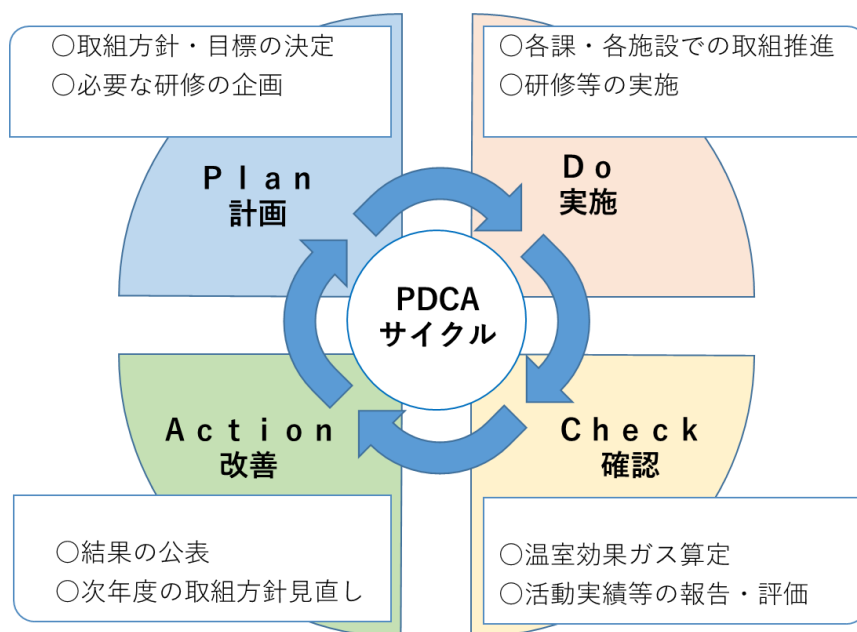 ○取組方針・目標の決定
○必要な研修の企画
Ｐｌａｎ
計画
○各課・各施設での取組推進
○研修等の実施
Ｄｏ
実施
PDCA
サイクル
Ａｃｔｉｏｎ
改善
○結果の公表
○次年度の取組方針見直し
Ｃｈｅｃｋ
確認
○温室効果ガス算定
○活動実績等の報告・評価